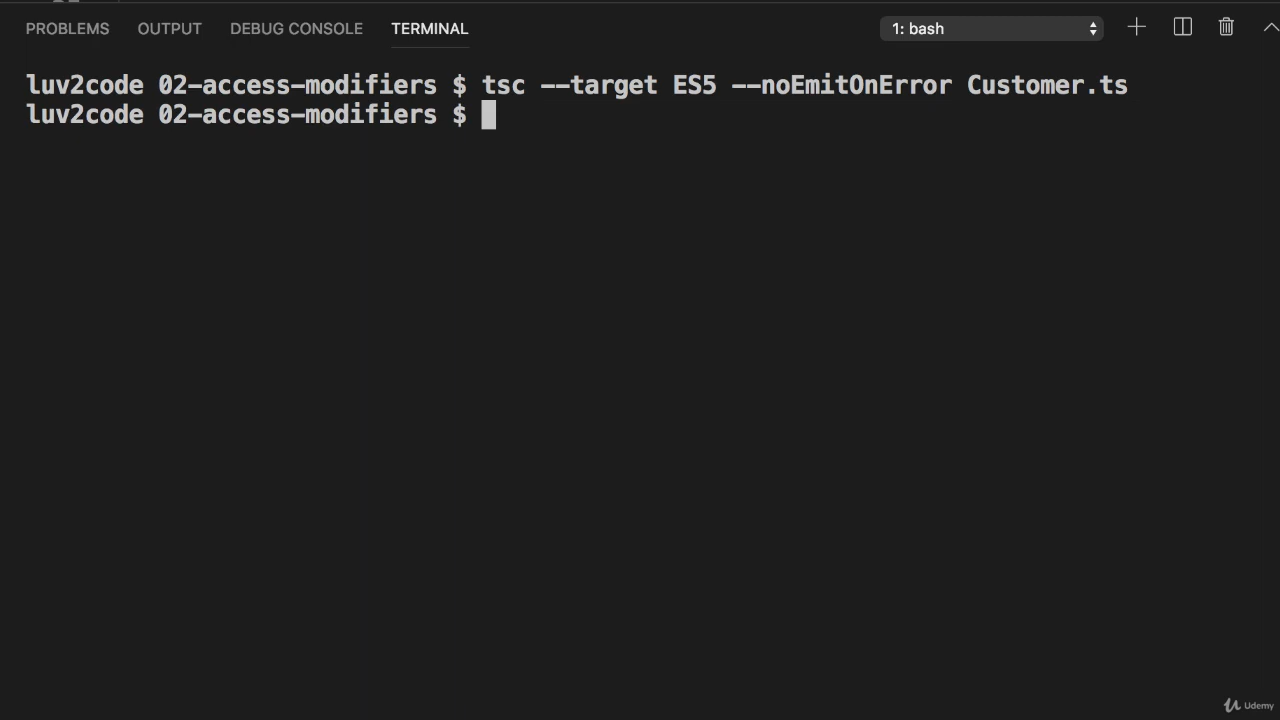 PROBLEMS OUTPUT DEBUG CONSOLE TERMINAL 1: bash
luv2code 02-access-modifiers $ tsc --target ES5 --noEmitOnError Customer.ts
luv2code 02-access-modifiers $
Udemy